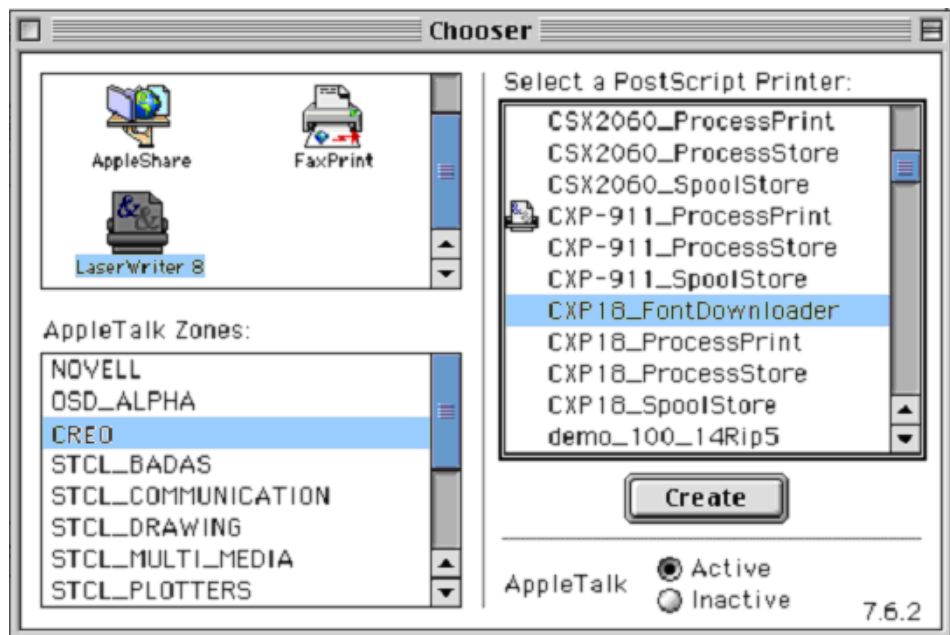 Chooser
AppleShare
FaxPrint
LaserWriter 8
AppleTalk Zones:
NOVELL
OSD_ALPHA
CREO
STCL_BADAS
STCL_COMMUNICATION
STCL_DRAWING
STCL_MULTI_MEDIA
STCL_PLOTTERS
Select a PostScript Printer:
CSX2060_ProcessPrint
CSX2060_ProcessStore
CSX2060_SpoolStore
CXP-911_ProcessPrint
CXP-911_ProcessStore
CXP-911_SpoolStore
CXP18_FontDownloader
CXP18_ProcessPrint
CXP18_ProcessStore
CXP18_SpoolStore
demo_100_14Rip5
Create
AppleTalk
Active
Inactive
7.6.2